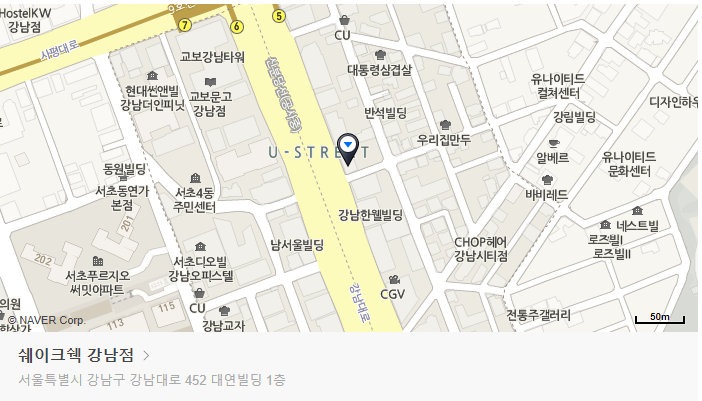 HostelKW
강남점
7
6
5
사평대로
CU
교보강남타워
대통령삼겹살
현대썬앤빌
강남더인피닛
교보문고
강남점
반석빌딩
유나이티드
컬쳐센터
디자인하우
강림빌딩
우리집만두
U-STREET
알베르
유나이티드
문화센터
동원빌딩
서초동연가
본점
서초4동
주민센터
바비레드
201
강남한웰빌딩
네스트빌
로즈빌I
로즈빌II
CHOP헤어
강남시티점
남서울빌딩
서초디오빌
강남오피스텔
202
서초푸르지오
써밋아파트
CGV
강남대로
의원
CU
115
113
강남교자
전통주갤러리
© NAVER Corp.
50m
쉐이크쉑 강남점 >
서울특별시 강남구 강남대로 452 대연빌딩 1층